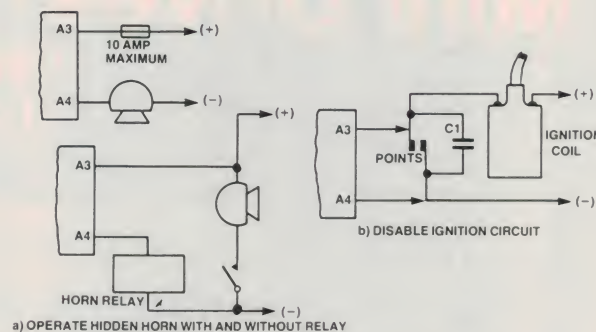 A3
(+)
10 AMP
MAXIMUM
A4
(−)
(+)
A3
A4
HORN RELAY
(−)
a) OPERATE HIDDEN HORN WITH AND WITHOUT RELAY
(+)
A3
C1
POINTS
IGNITION
COIL
A4
(−)
b) DISABLE IGNITION CIRCUIT